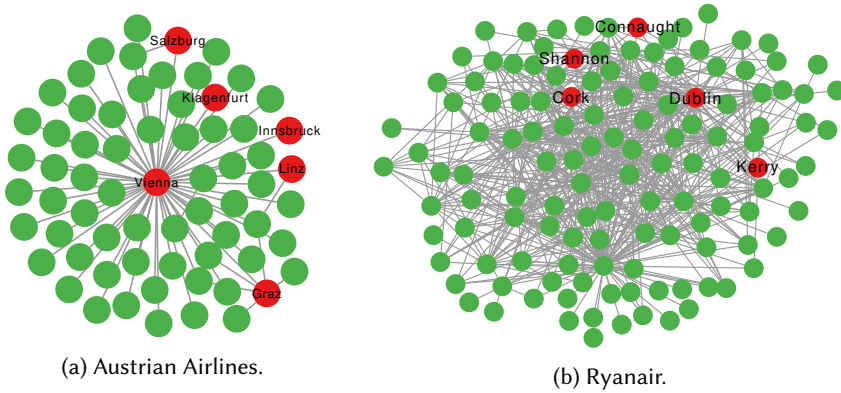 Salzburg
Klagenfurt
Innsbruck
Linz
Vienna
Graz
(a) Austrian Airlines.
Connaught
Shannon
Cork
Dublin
Kerry
(b) Ryanair.